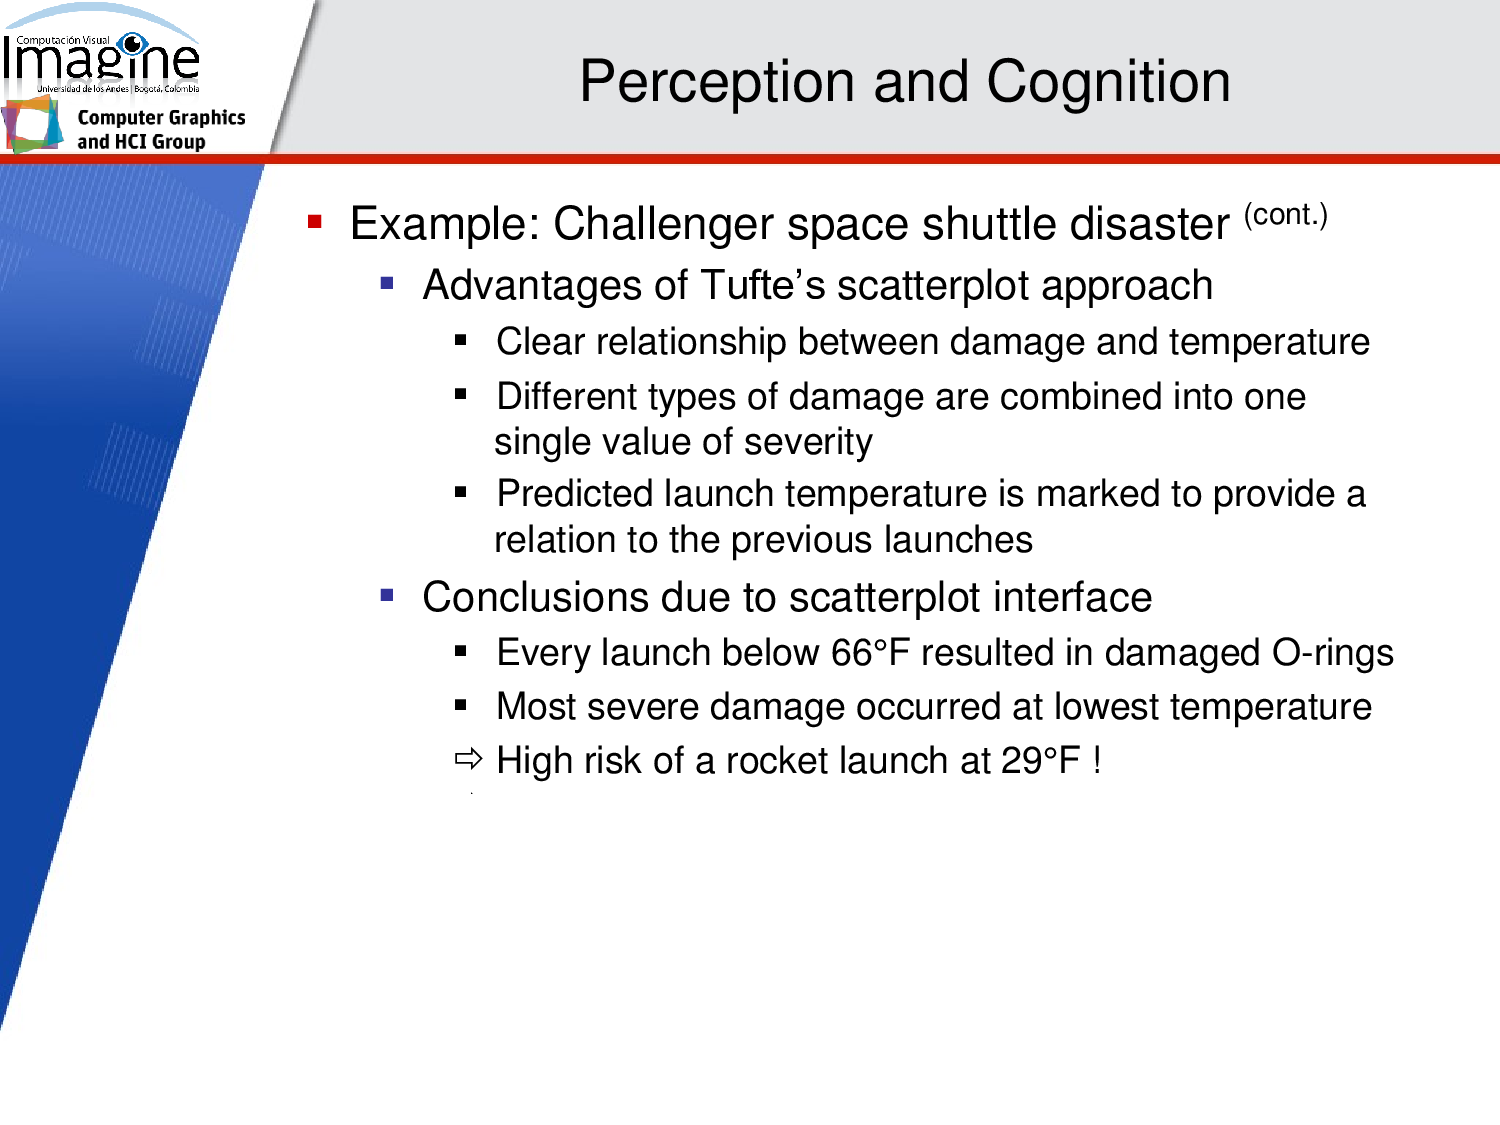 Computación Visual
Imagine
Universidad de los Andes | Bogotá, Colombia
Computer Graphics
and HCI Group
Perception and Cognition
Example: Challenger space shuttle disaster (cont.)
Advantages of Tufte’s scatterplot approach
Clear relationship between damage and temperature
Different types of damage are combined into one
single value of severity
Predicted launch temperature is marked to provide a
relation to the previous launches
Conclusions due to scatterplot interface
Every launch below 66°F resulted in damaged O-rings
Most severe damage occurred at lowest temperature
⇨ High risk of a rocket launch at 29°F !